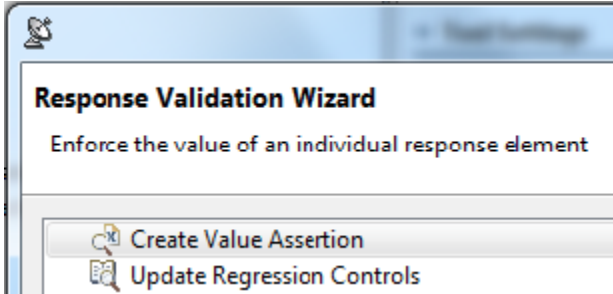 Response Validation Wizard
Enforce the value of an individual response element
Create Value Assertion
Update Regression Controls